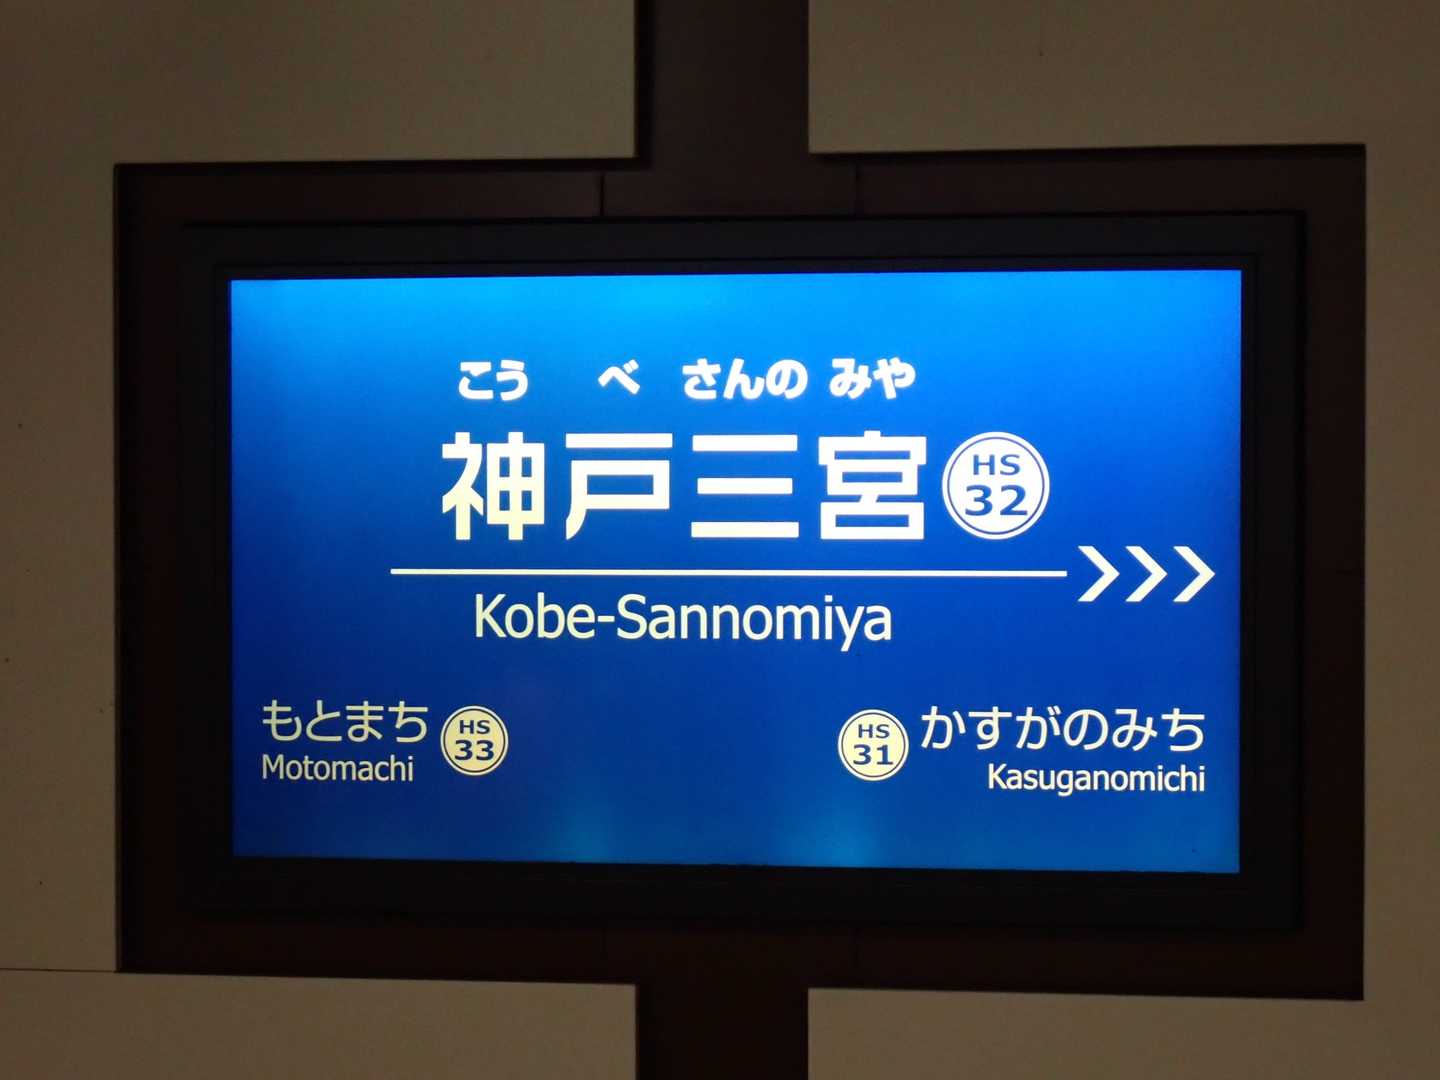 こうべさんのみや
神戸三宮 HS 32
Kobe-Sannomiya
もとまち HS 33
Motomachi
HS 31 かすがのみち
Kasuganomichi